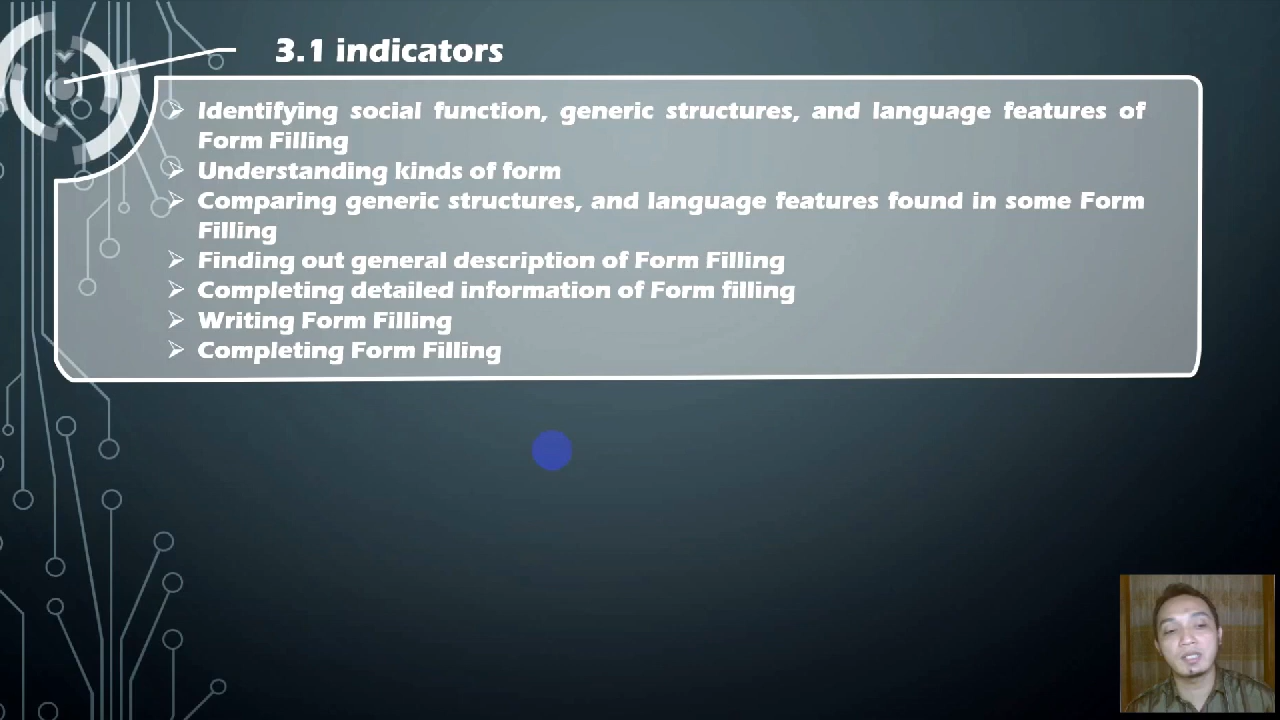 3.1 indicators
Identifying social function, generic structures, and language features of
Form Filling
Understanding kinds of form
Comparing generic structures, and language features found in some Form
Filling
Finding out general description of Form Filling
Completing detailed information of Form filling
Writing Form Filling
Completing Form Filling